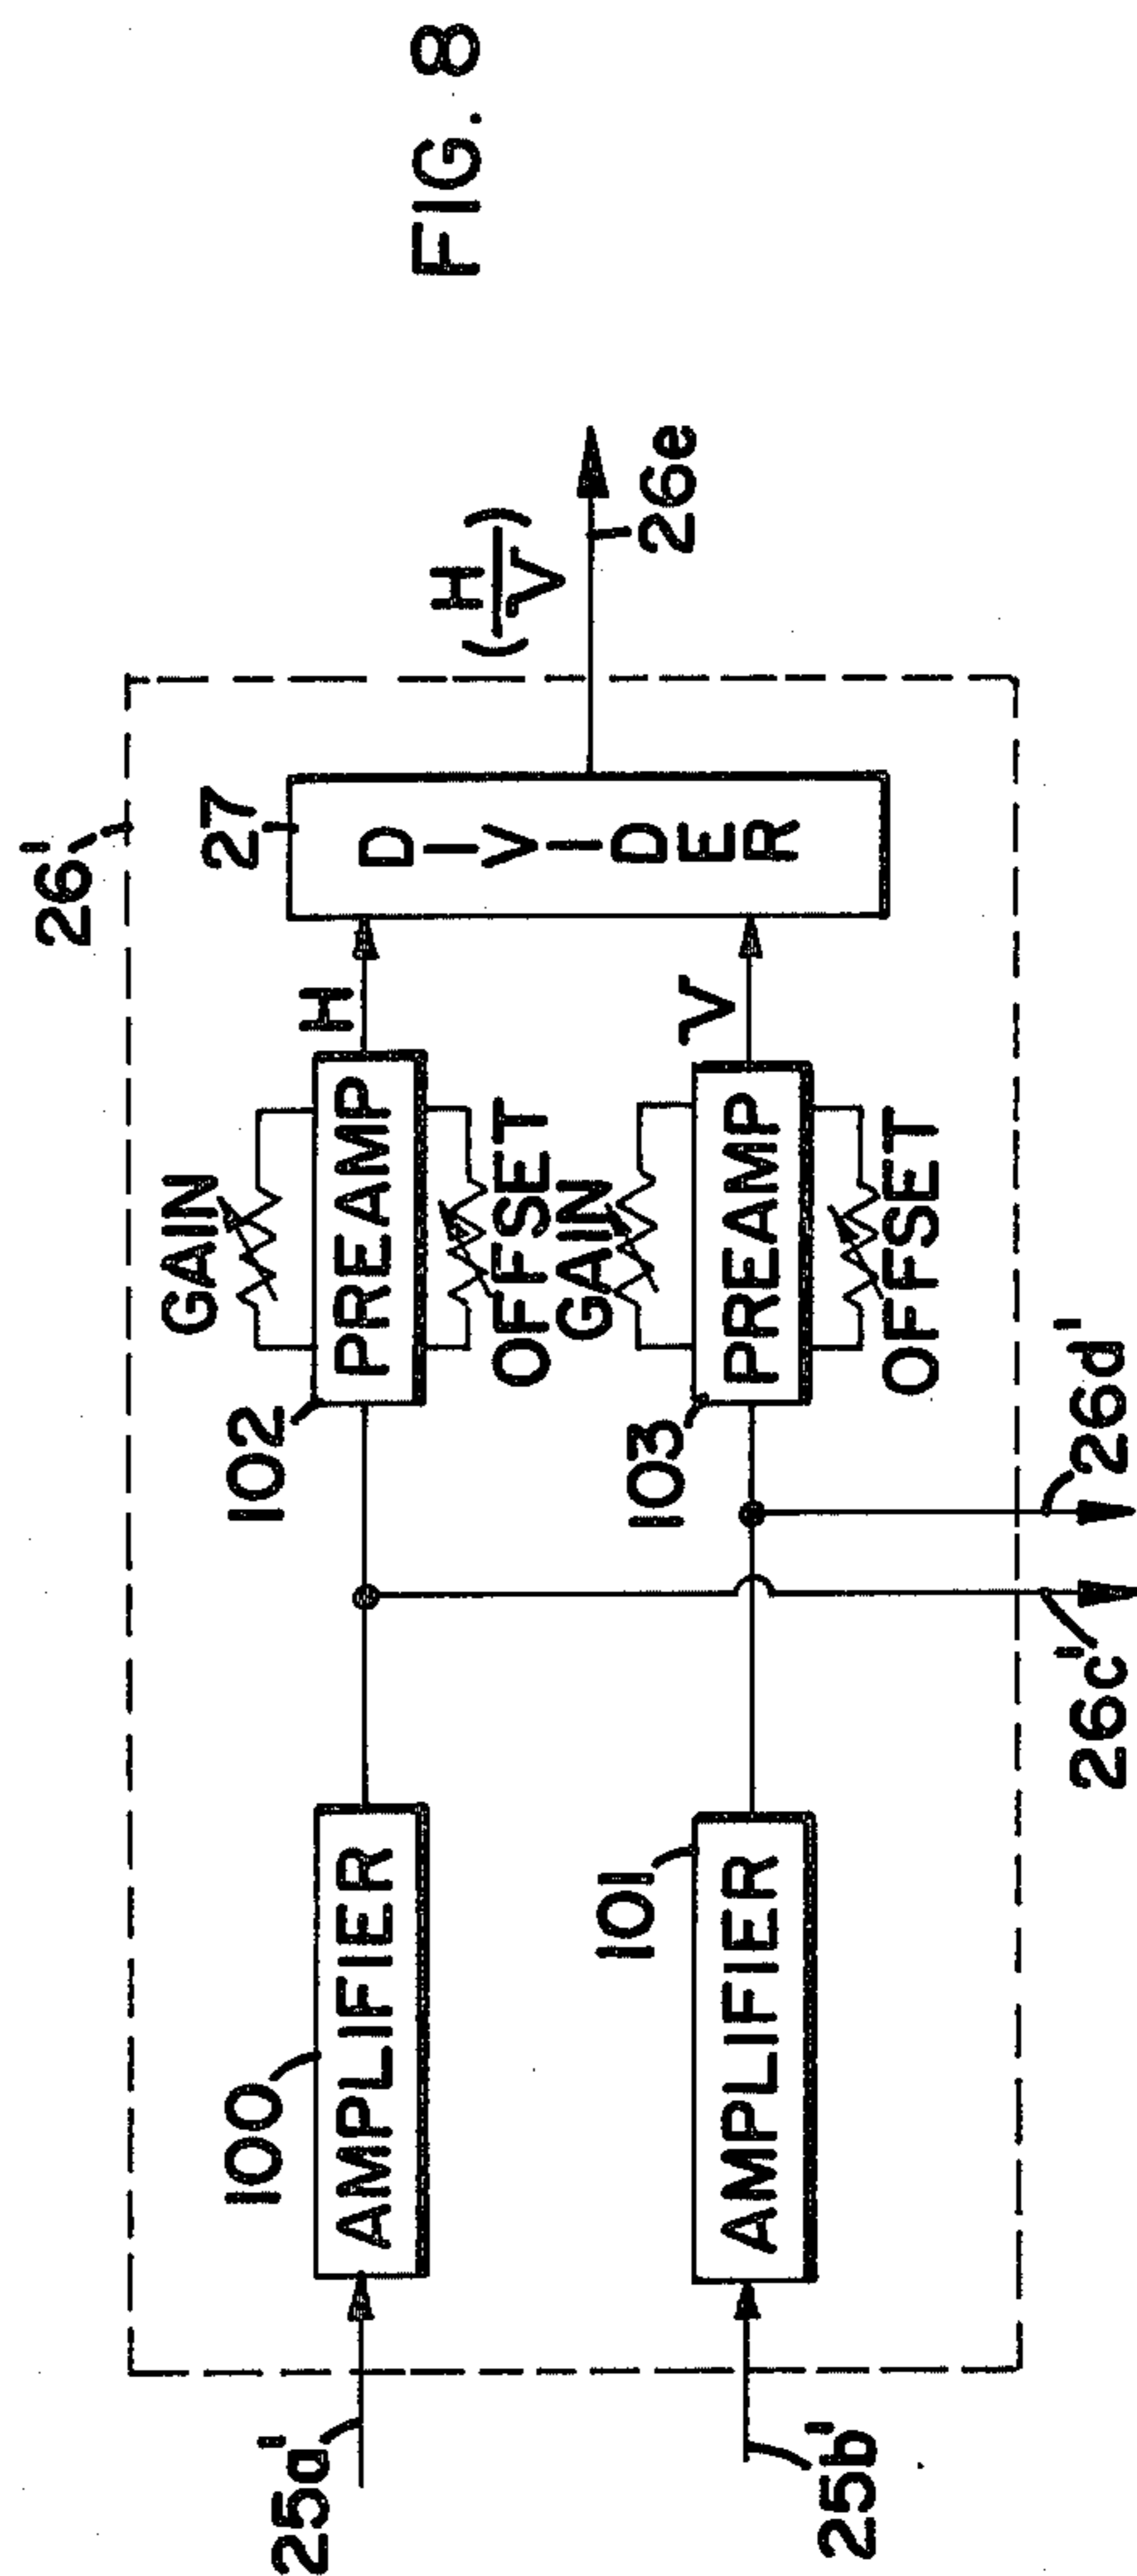 FIG. 8
26'
27
DIVIDER
(H/V)
26e
H
V
GAIN
PREAMP
OFFSET
102
GAIN
PREAMP
OFFSET
103
26c'
26d'
100
AMPLIFIER
101
AMPLIFIER
25a'
25b'